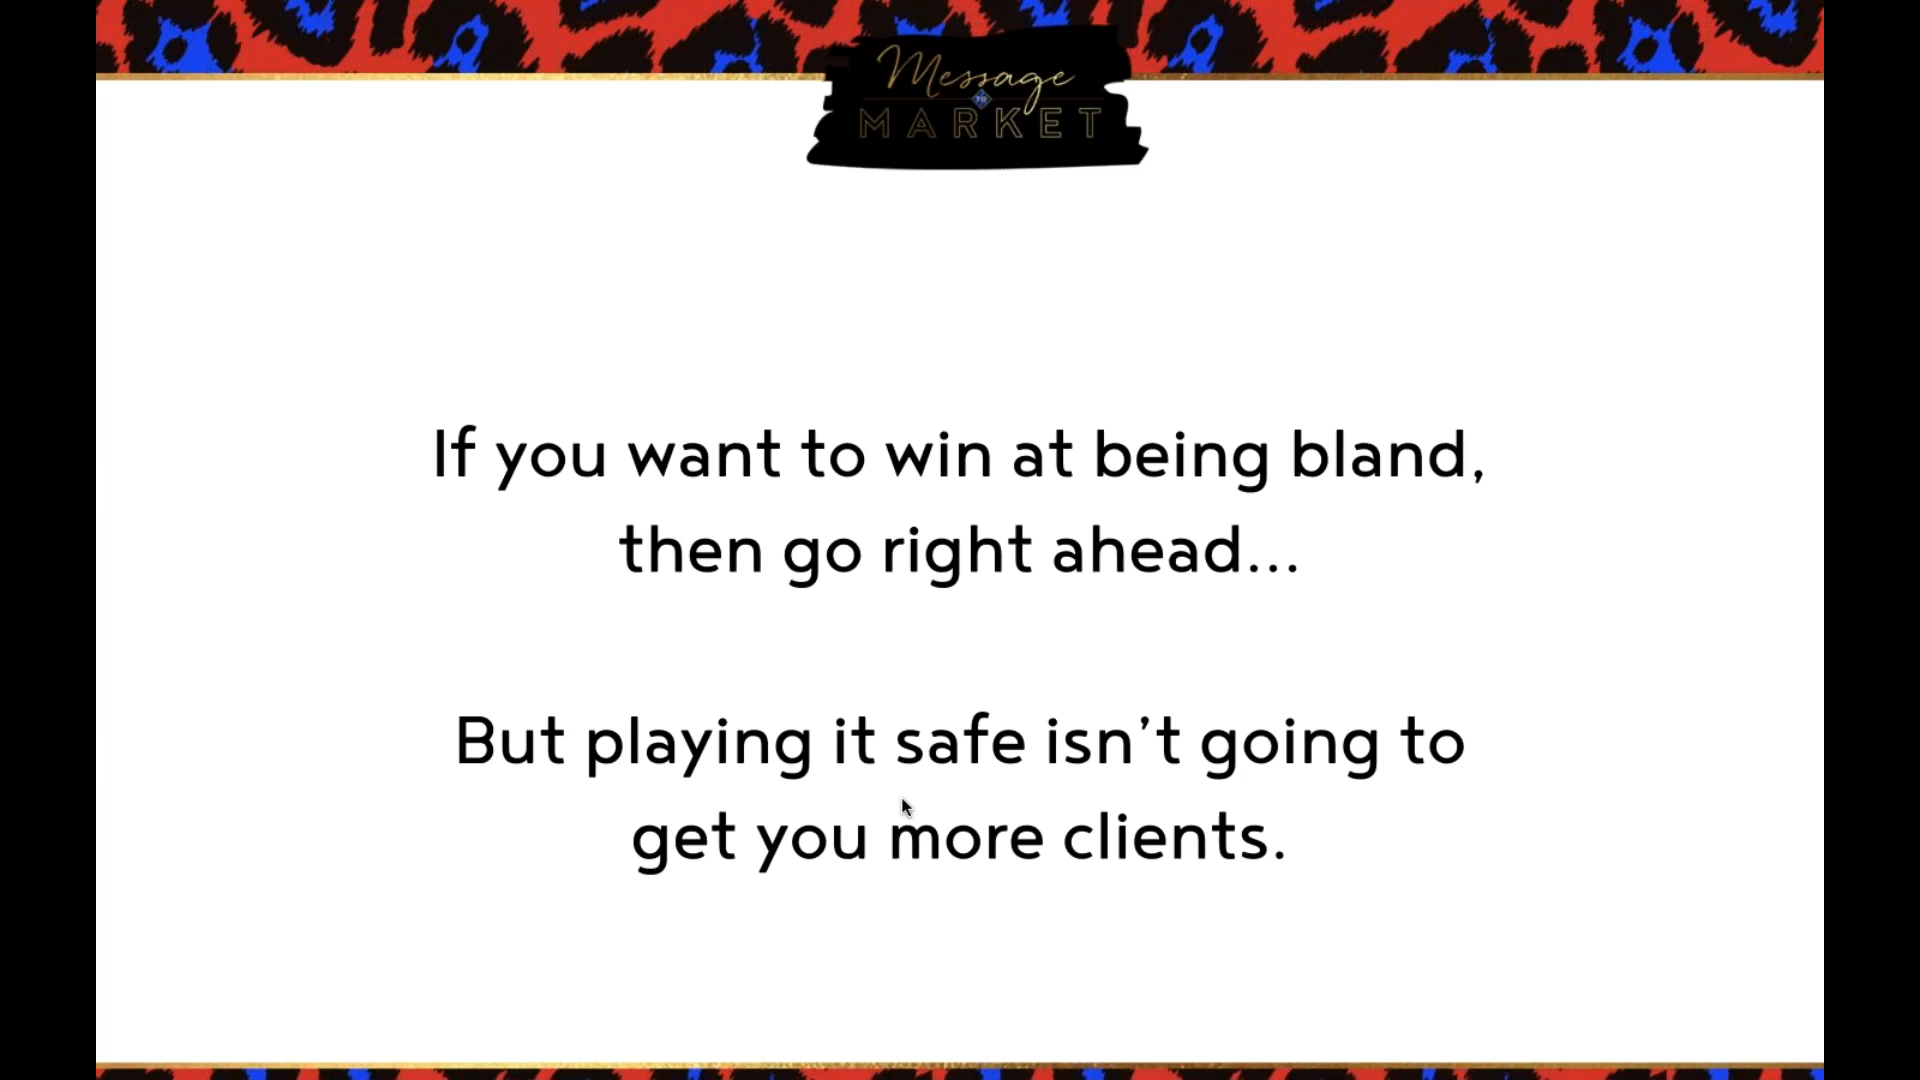 Message
TO
MARKET
If you want to win at being bland,
then go right ahead...
But playing it safe isn’t going to
get you more clients.